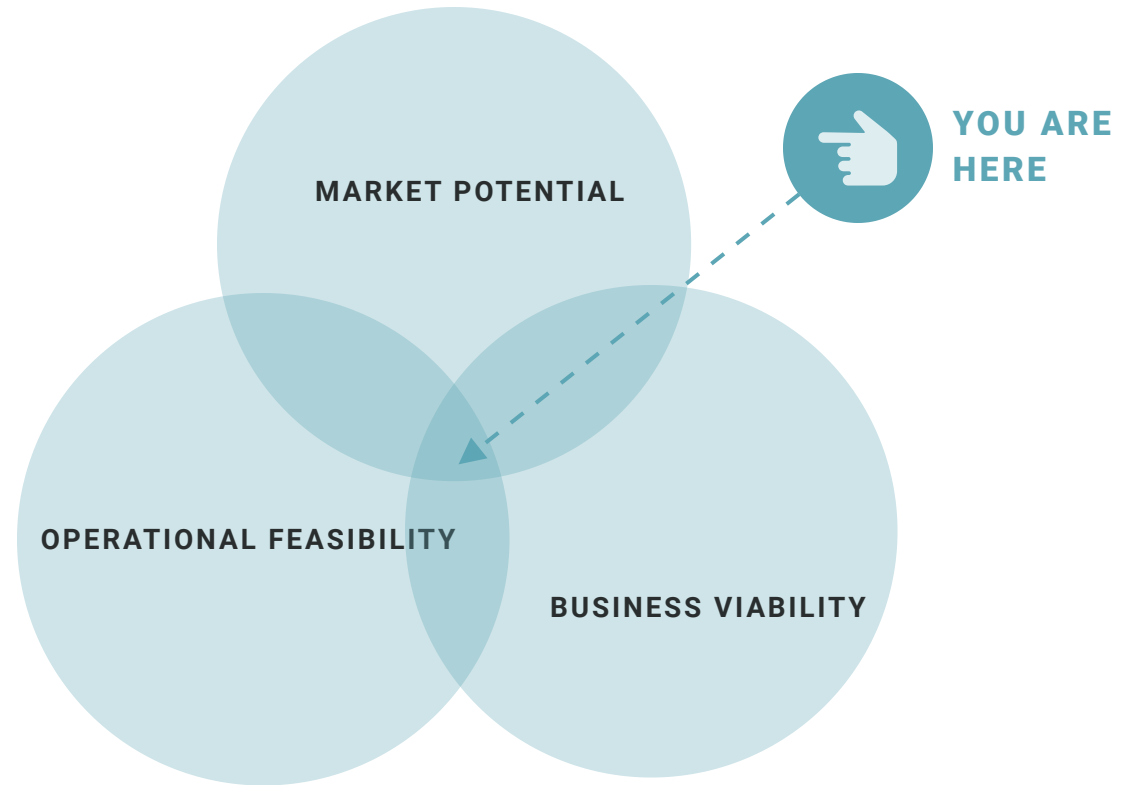 MARKET POTENTIAL
YOU ARE
HERE
OPERATIONAL FEASIBILITY
BUSINESS VIABILITY